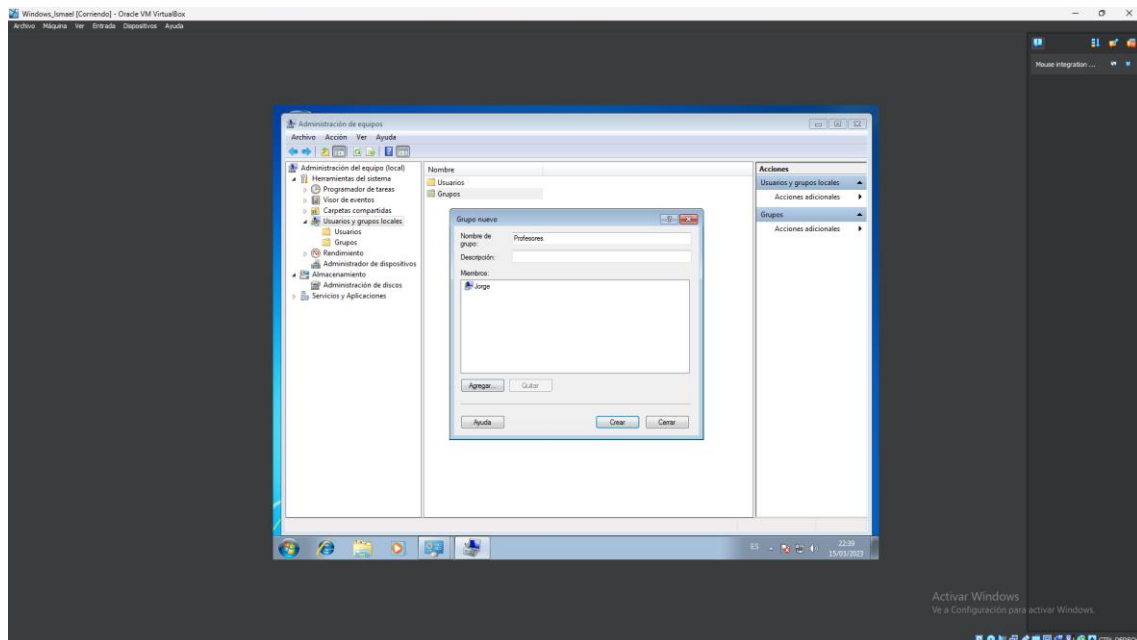 Windows_Ismael [Corriendo] - Oracle VM VirtualBox
Archivo Máquina Ver Entrada Dispositivos Ayuda
Mouse integration ...
Administración de equipos
Archivo Acción Ver Ayuda
Administración del equipo (local)
Herramientas del sistema
Programador de tareas
Visor de eventos
Carpetas compartidas
Usuarios y grupos locales
Usuarios
Grupos
Rendimiento
Administrador de dispositivos
Almacenamiento
Administración de discos
Servicios y Aplicaciones
Nombre
Usuarios
Grupos
Acciones
Usuarios y grupos locales
Acciones adicionales
Grupos
Acciones adicionales
Grupo nuevo
Nombre de grupo:
Profesores
Descripción:
Miembros:
Jorge
Agregar... Quitar
Ayuda Crear Cerrar
ES 22:39
15/03/2023
Activar Windows
Ve a Configuración para activar Windows.